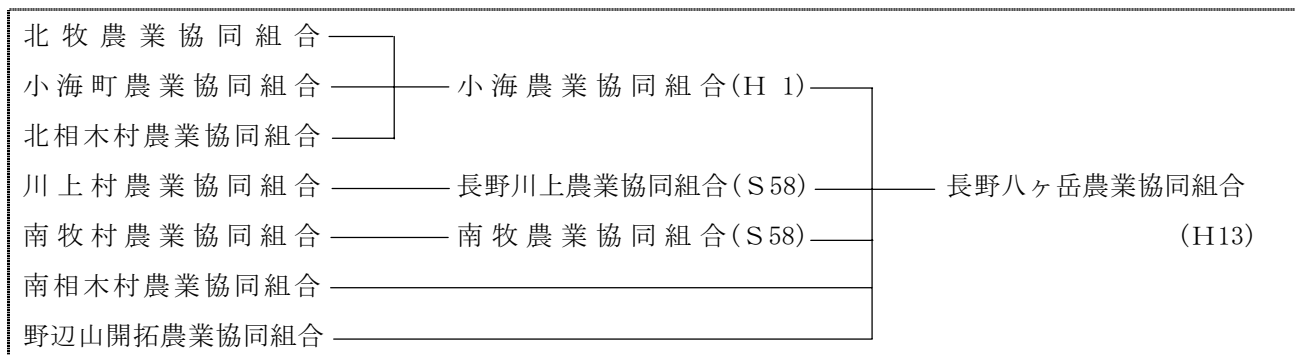 北牧農業協同組合
小海町農業協同組合 小海農業協同組合(H 1)
北相木村農業協同組合
川上村農業協同組合 長野川上農業協同組合(S58) 長野八ヶ岳農業協同組合
南牧村農業協同組合 南牧農業協同組合(S58) (H13)
南相木村農業協同組合
野辺山開拓農業協同組合